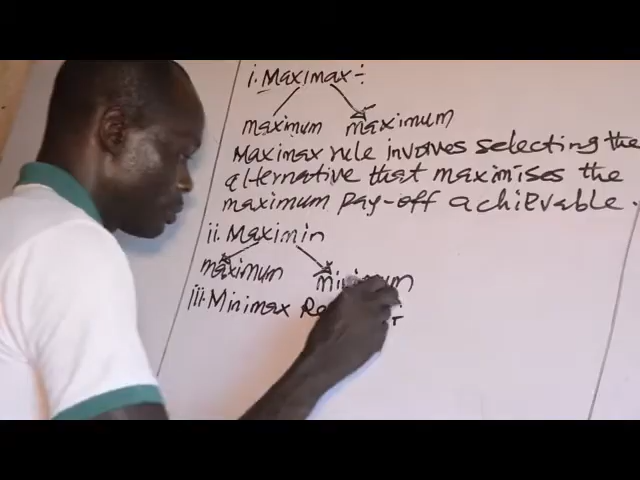 i. Maximax÷
maximum maximum
Maximax rule involves selecting the
alternative that maximises the
maximum pay-off achievable.
ii. Maximin
maximum minimum
iii. Minimax